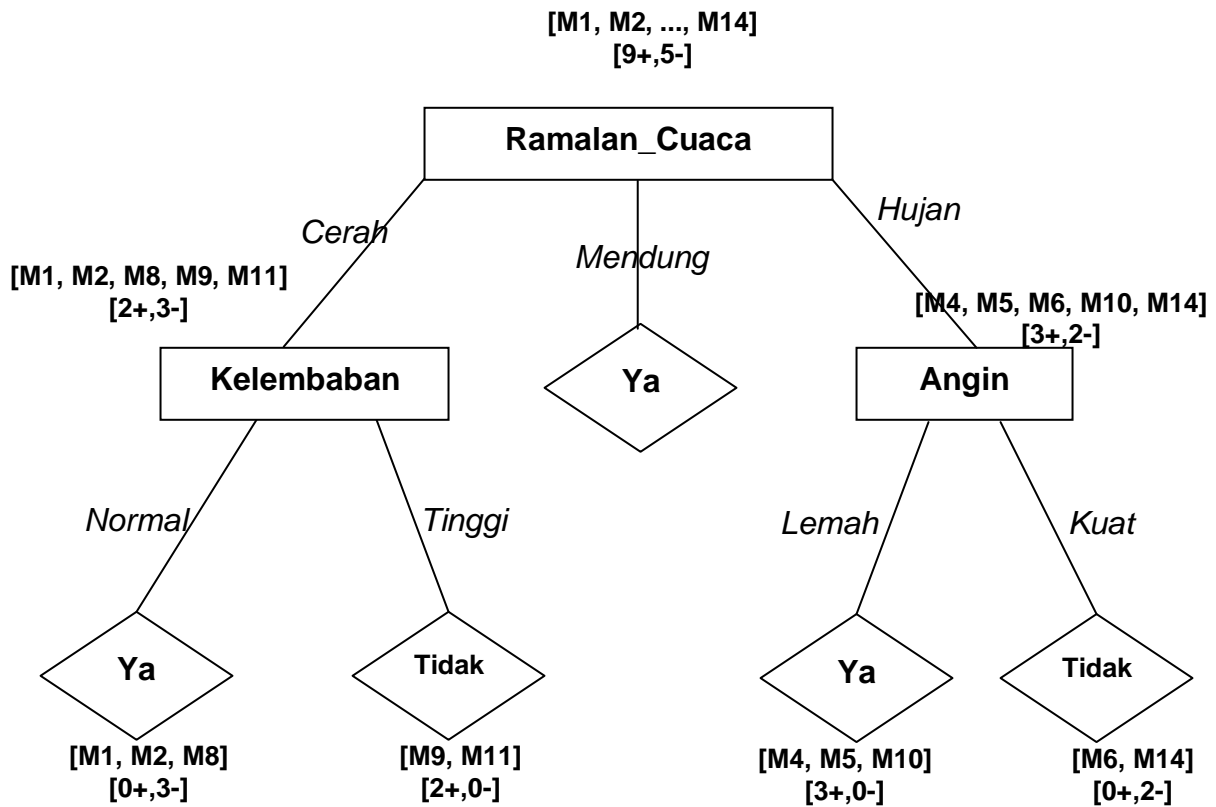 [M1, M2, ..., M14]
[9+,5-]
Ramalan_Cuaca
Cerah
Mendung
Hujan
[M1, M2, M8, M9, M11]
[2+,3-]
[M4, M5, M6, M10, M14]
[3+,2-]
Kelembaban
Ya
Angin
Normal
Tinggi
Lemah
Kuat
Ya
Tidak
Ya
Tidak
[M1, M2, M8]
[0+,3-]
[M9, M11]
[2+,0-]
[M4, M5, M10]
[3+,0-]
[M6, M14]
[0+,2-]